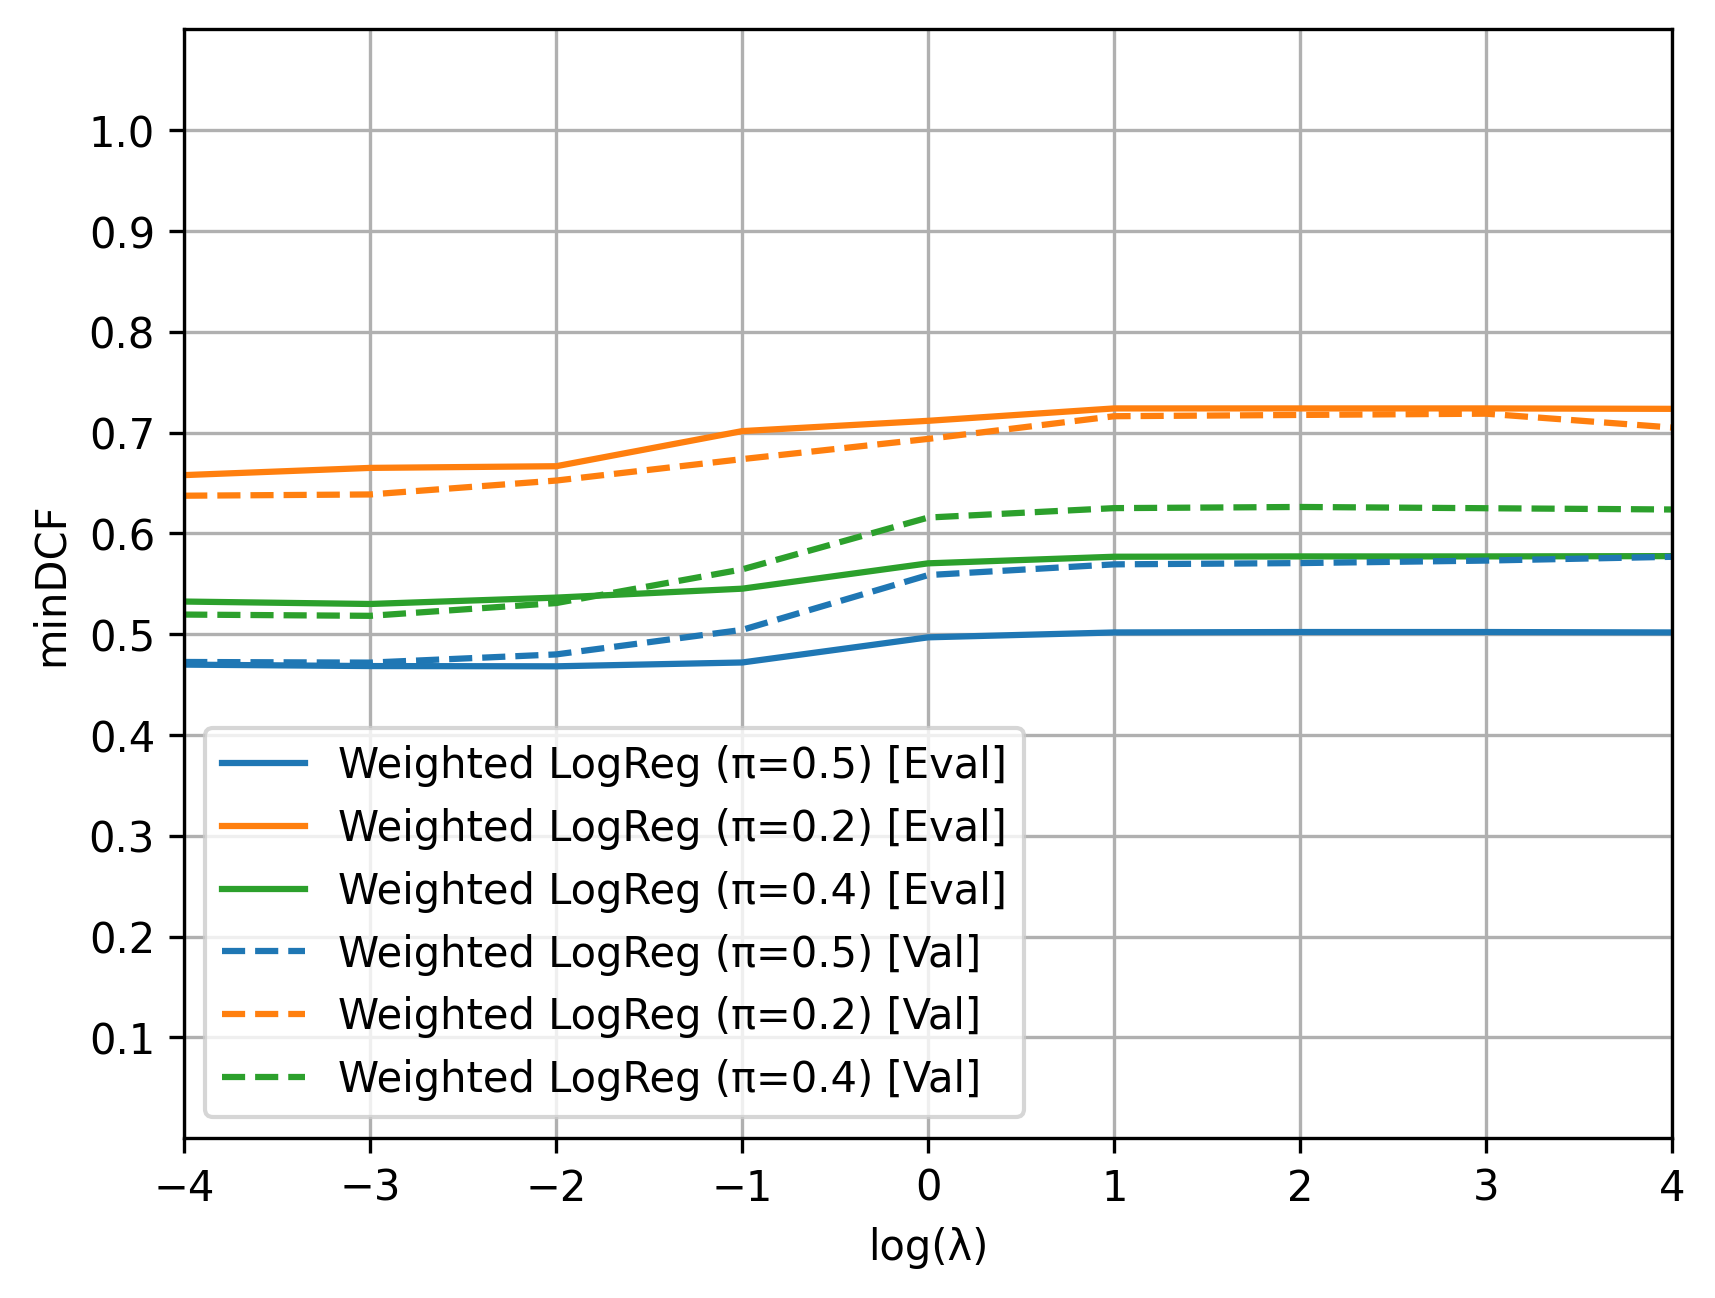 1.0
0.9
0.8
0.7
0.6
0.5
0.4
0.3
0.2
0.1
minDCF
Weighted LogReg (π=0.5) [Eval]
Weighted LogReg (π=0.2) [Eval]
Weighted LogReg (π=0.4) [Eval]
Weighted LogReg (π=0.5) [Val]
Weighted LogReg (π=0.2) [Val]
Weighted LogReg (π=0.4) [Val]
−4 −3 −2 −1 0 1 2 3 4
log(λ)